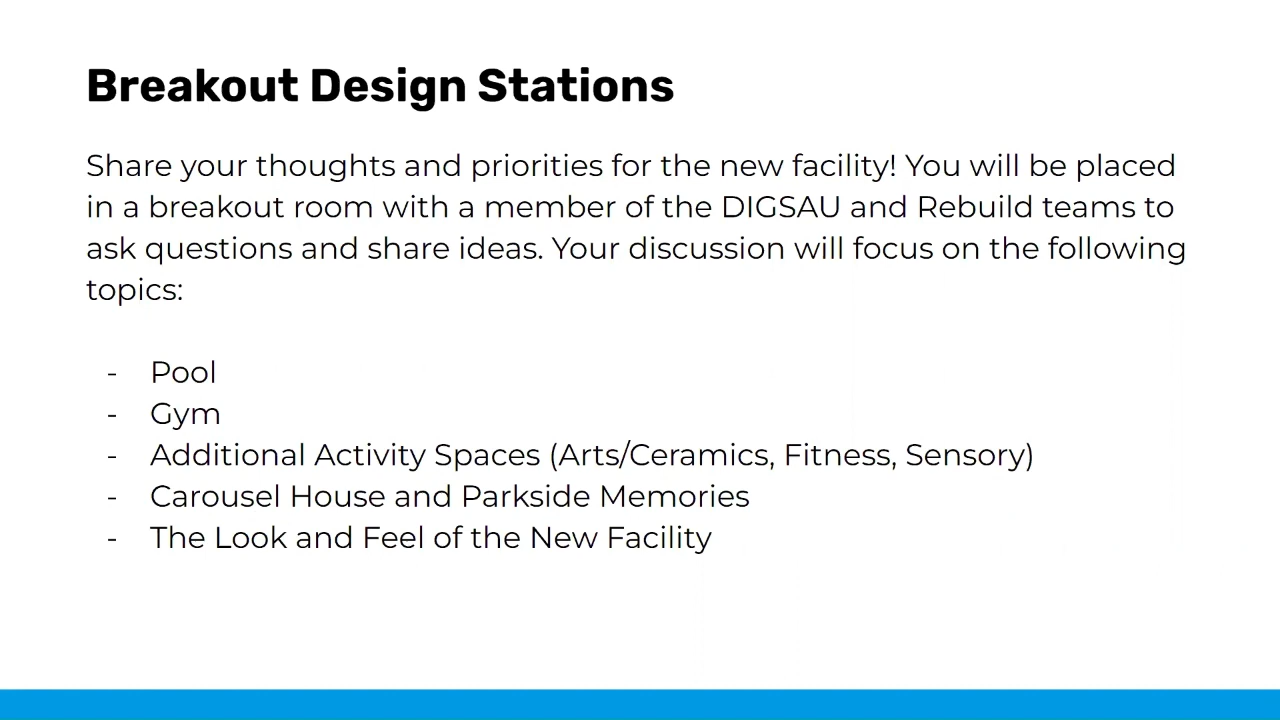 Breakout Design Stations
Share your thoughts and priorities for the new facility! You will be placed
in a breakout room with a member of the DIGSAU and Rebuild teams to
ask questions and share ideas. Your discussion will focus on the following
topics:
- Pool
- Gym
- Additional Activity Spaces (Arts/Ceramics, Fitness, Sensory)
- Carousel House and Parkside Memories
- The Look and Feel of the New Facility